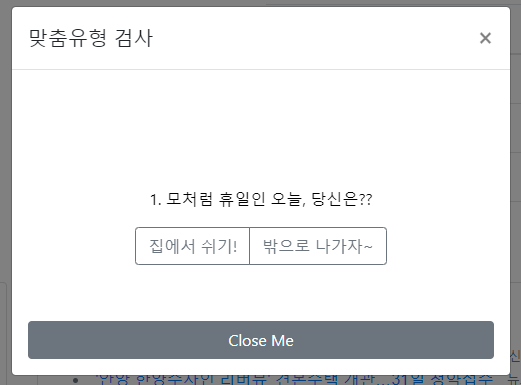 맞춤유형 검사
×
1. 모처럼 휴일인 오늘, 당신은??
집에서 쉬기! 밖으로 나가자~
Close Me